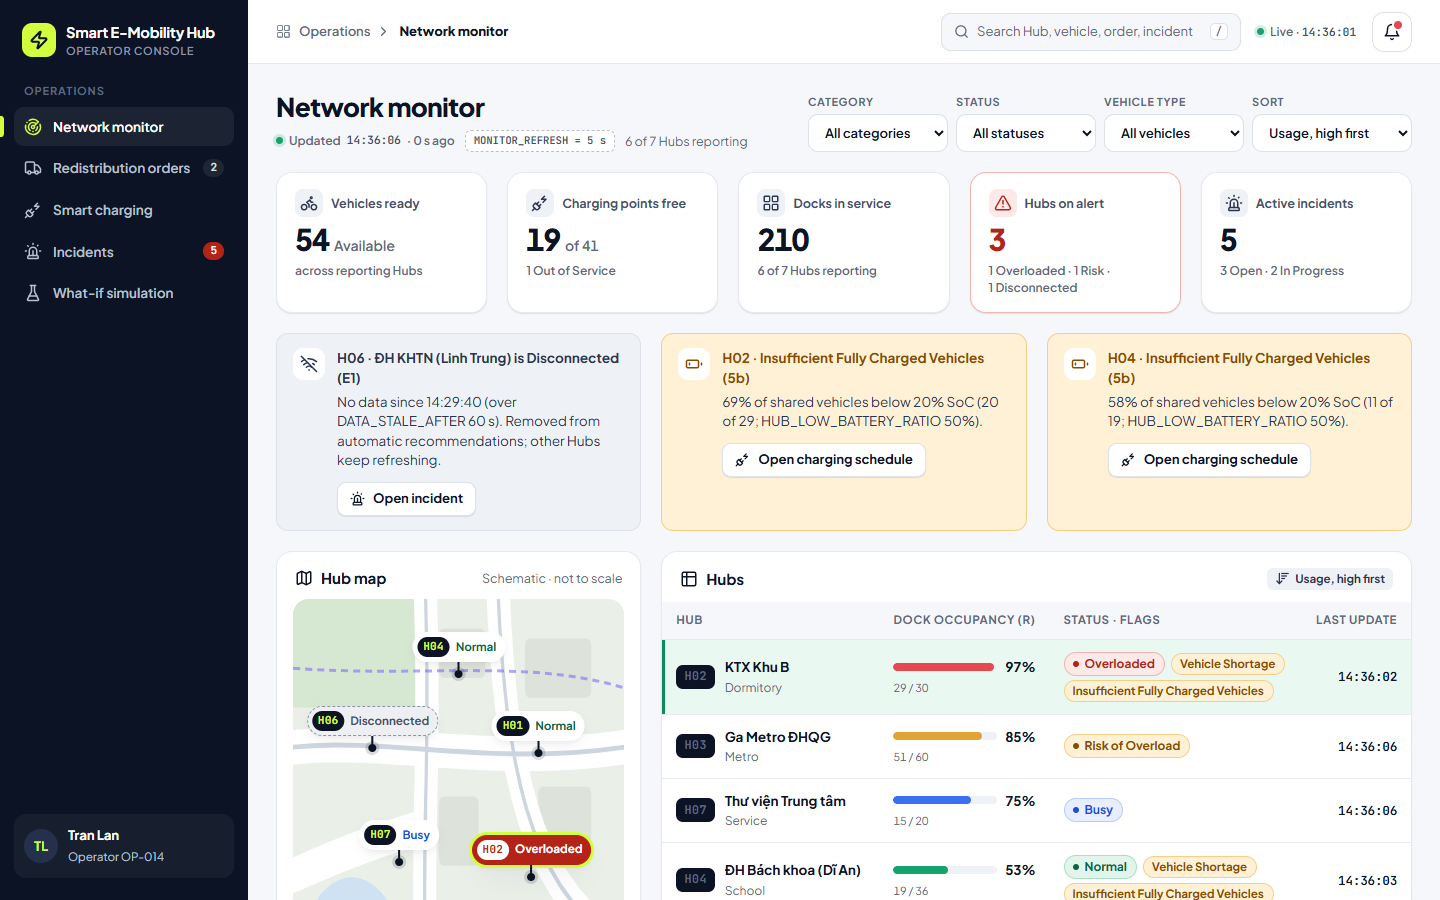 Smart E-Mobility Hub
OPERATOR CONSOLE
OPERATIONS
Network monitor
Redistribution orders 2
Smart charging
Incidents 5
What-if simulation
TL
Tran Lan
Operator OP-014
Operations > Network monitor
Search Hub, vehicle, order, incident /
Live · 14:36:01
Network monitor
Updated 14:36:06 · 0 s ago MONITOR_REFRESH = 5 s 6 of 7 Hubs reporting
CATEGORY
All categories
STATUS
All statuses
VEHICLE TYPE
All vehicles
SORT
Usage, high first
Vehicles ready
54 Available
across reporting Hubs
Charging points free
19 of 41
1 Out of Service
Docks in service
210
6 of 7 Hubs reporting
Hubs on alert
3
1 Overloaded · 1 Risk ·
1 Disconnected
Active incidents
5
3 Open · 2 In Progress
H06 · ĐH KHTN (Linh Trung) is Disconnected
(E1)
No data since 14:29:40 (over
DATA_STALE_AFTER 60 s). Removed from
automatic recommendations; other Hubs
keep refreshing.
Open incident
H02 · Insufficient Fully Charged Vehicles
(5b)
69% of shared vehicles below 20% SoC (20
of 29; HUB_LOW_BATTERY_RATIO 50%).
Open charging schedule
H04 · Insufficient Fully Charged Vehicles
(5b)
58% of shared vehicles below 20% SoC (11 of
19; HUB_LOW_BATTERY_RATIO 50%).
Open charging schedule
Hub map
Schematic · not to scale
H04 Normal
H06 Disconnected
H01 Normal
H07 Busy
H02 Overloaded
Hubs
Usage, high first
HUB DOCK OCCUPANCY (R) STATUS · FLAGS LAST UPDATE
H02 KTX Khu B
Dormitory
97%
29 / 30
Overloaded Vehicle Shortage
Insufficient Fully Charged Vehicles
14:36:02
H03 Ga Metro ĐHQG
Metro
85%
51 / 60
Risk of Overload
14:36:06
H07 Thư viện Trung tâm
Service
75%
15 / 20
Busy
14:36:06
H04 ĐH Bách khoa (Dĩ An)
School
53%
19 / 36
Normal Vehicle Shortage
Insufficient Fully Charged Vehicles
14:36:03